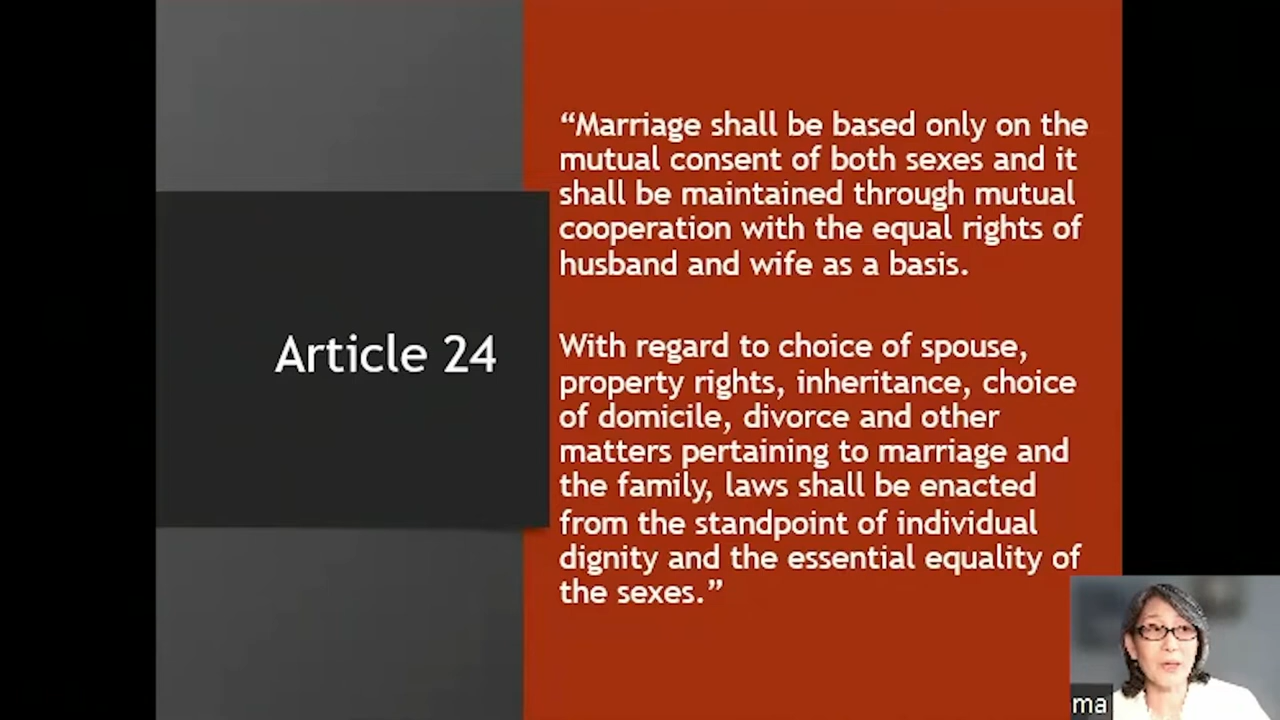 Article 24
“Marriage shall be based only on the
mutual consent of both sexes and it
shall be maintained through mutual
cooperation with the equal rights of
husband and wife as a basis.
With regard to choice of spouse,
property rights, inheritance, choice
of domicile, divorce and other
matters pertaining to marriage and
the family, laws shall be enacted
from the standpoint of individual
dignity and the essential equality of
the sexes.”
ma